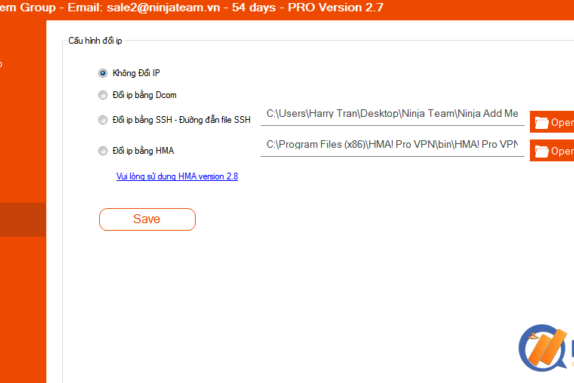 em Group - Email: sale2@ninjateam.vn - 54 days - PRO Version 2.7
Cấu hình đổi ip
Không Đổi IP
Đổi ip bằng Dcom
Đổi ip bằng SSH - Đường dẫn file SSH C:\Users\Harry Tran\Desktop\Ninja Team\Ninja Add Me Open
Đổi ip bằng HMA C:\Program Files (x86)\HMA! Pro VPN\bin\HMA! Pro VPN Open
Vui lòng sử dụng HMA version 2.8
Save